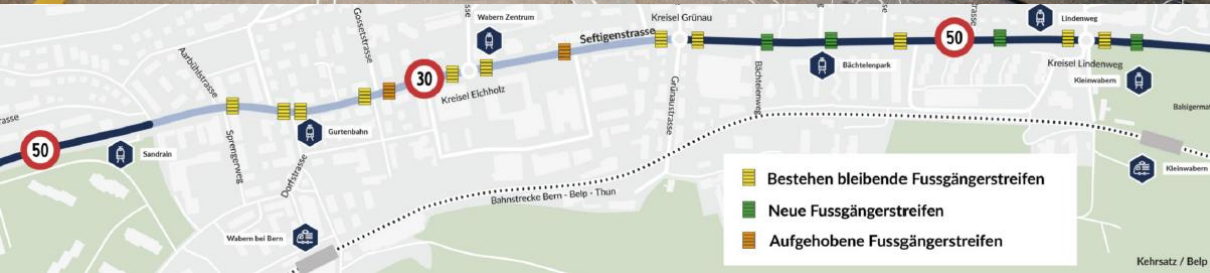 Wabern Zentrum
Kreisel Grünau
Lindenweg
Gossetstrasse
Seftigenstrasse
50
Aarbühlstrasse
30
Bächtelenpark
Kreisel Lindenweg
Kreisel Eichholz
Kleinwabern
Grünaustrasse
Bächtelenweg
rasse
Gurtenbahn
50
Sandrain
Sprengerweg
Dorfstrasse
Kleinwabern
Bestehen bleibende Fussgängerstreifen
Bahnstrecke Bern - Belp - Thun
Neue Fussgängerstreifen
Wabern bei Bern
Aufgehobene Fussgängerstreifen
Kehrsatz / Belp